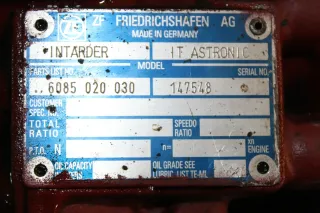 ZF FRIEDRICHSHAFEN AG
MADE IN GERMANY
INTARDER IT ASTRONIC
PARTS LIST NO. MODEL SERIAL NO.
6085 020 030 147548
CUSTOMER
SPEC. NO.
TOTAL RATIO SPEEDO RATIO
P.T.O. N n= x n ENGINE
OIL CAPACITY OIL GRADE SEE
LUBRIC. LIST TE-ML